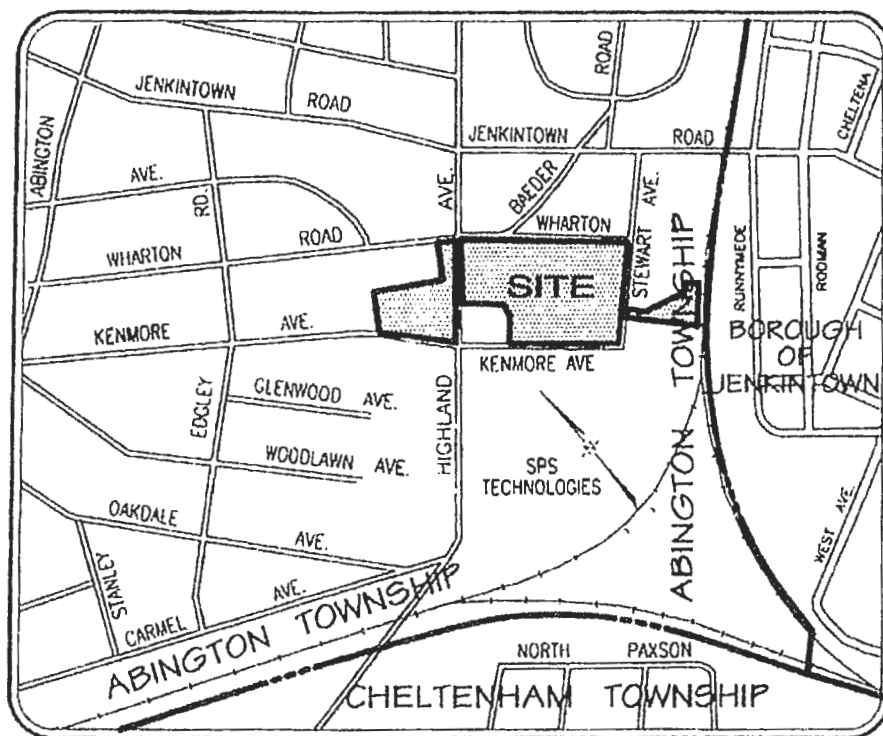 JENKINTOWN ROAD
ROAD
CHELTENA
ABINGTON
JENKINTOWN ROAD
AVE.
RD.
AVE.
BAEDER
WHARTON
STEWART AVE.
WHARTON ROAD
SITE
RUNNYMEDE
RODMAN
ABINGTON TOWNSHIP
KENMORE AVE.
BOROUGH
OF
JENKINTOWN
KENMORE AVE
GLENWOOD AVE.
EDGLEY
HIGHLAND
WOODLAWN AVE.
SPS
TECHNOLOGIES
OAKDALE AVE.
WEST AVE.
STANLEY
CARMEL AVE.
ABINGTON TOWNSHIP
NORTH PAXSON
CHELTENHAM TOWNSHIP